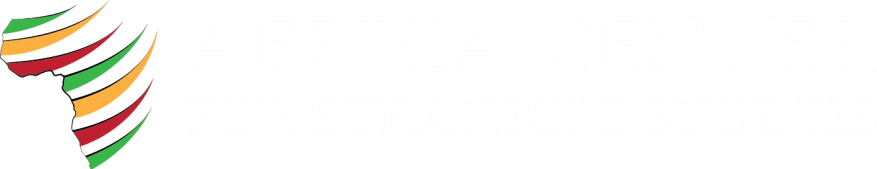 AFRICA CENTER
FOR STRATEGIC STUDIES